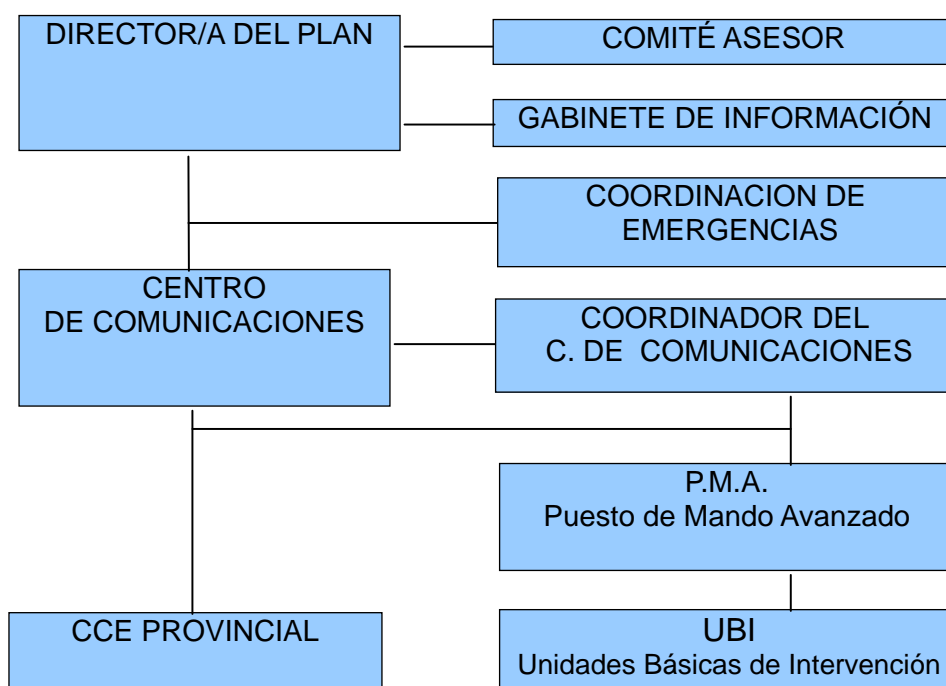 DIRECTOR/A DEL PLAN
COMITÉ ASESOR
GABINETE DE INFORMACIÓN
COORDINACION DE
EMERGENCIAS
CENTRO
DE COMUNICACIONES
COORDINADOR DEL
C. DE COMUNICACIONES
P.M.A.
Puesto de Mando Avanzado
CCE PROVINCIAL
UBI
Unidades Básicas de Intervención